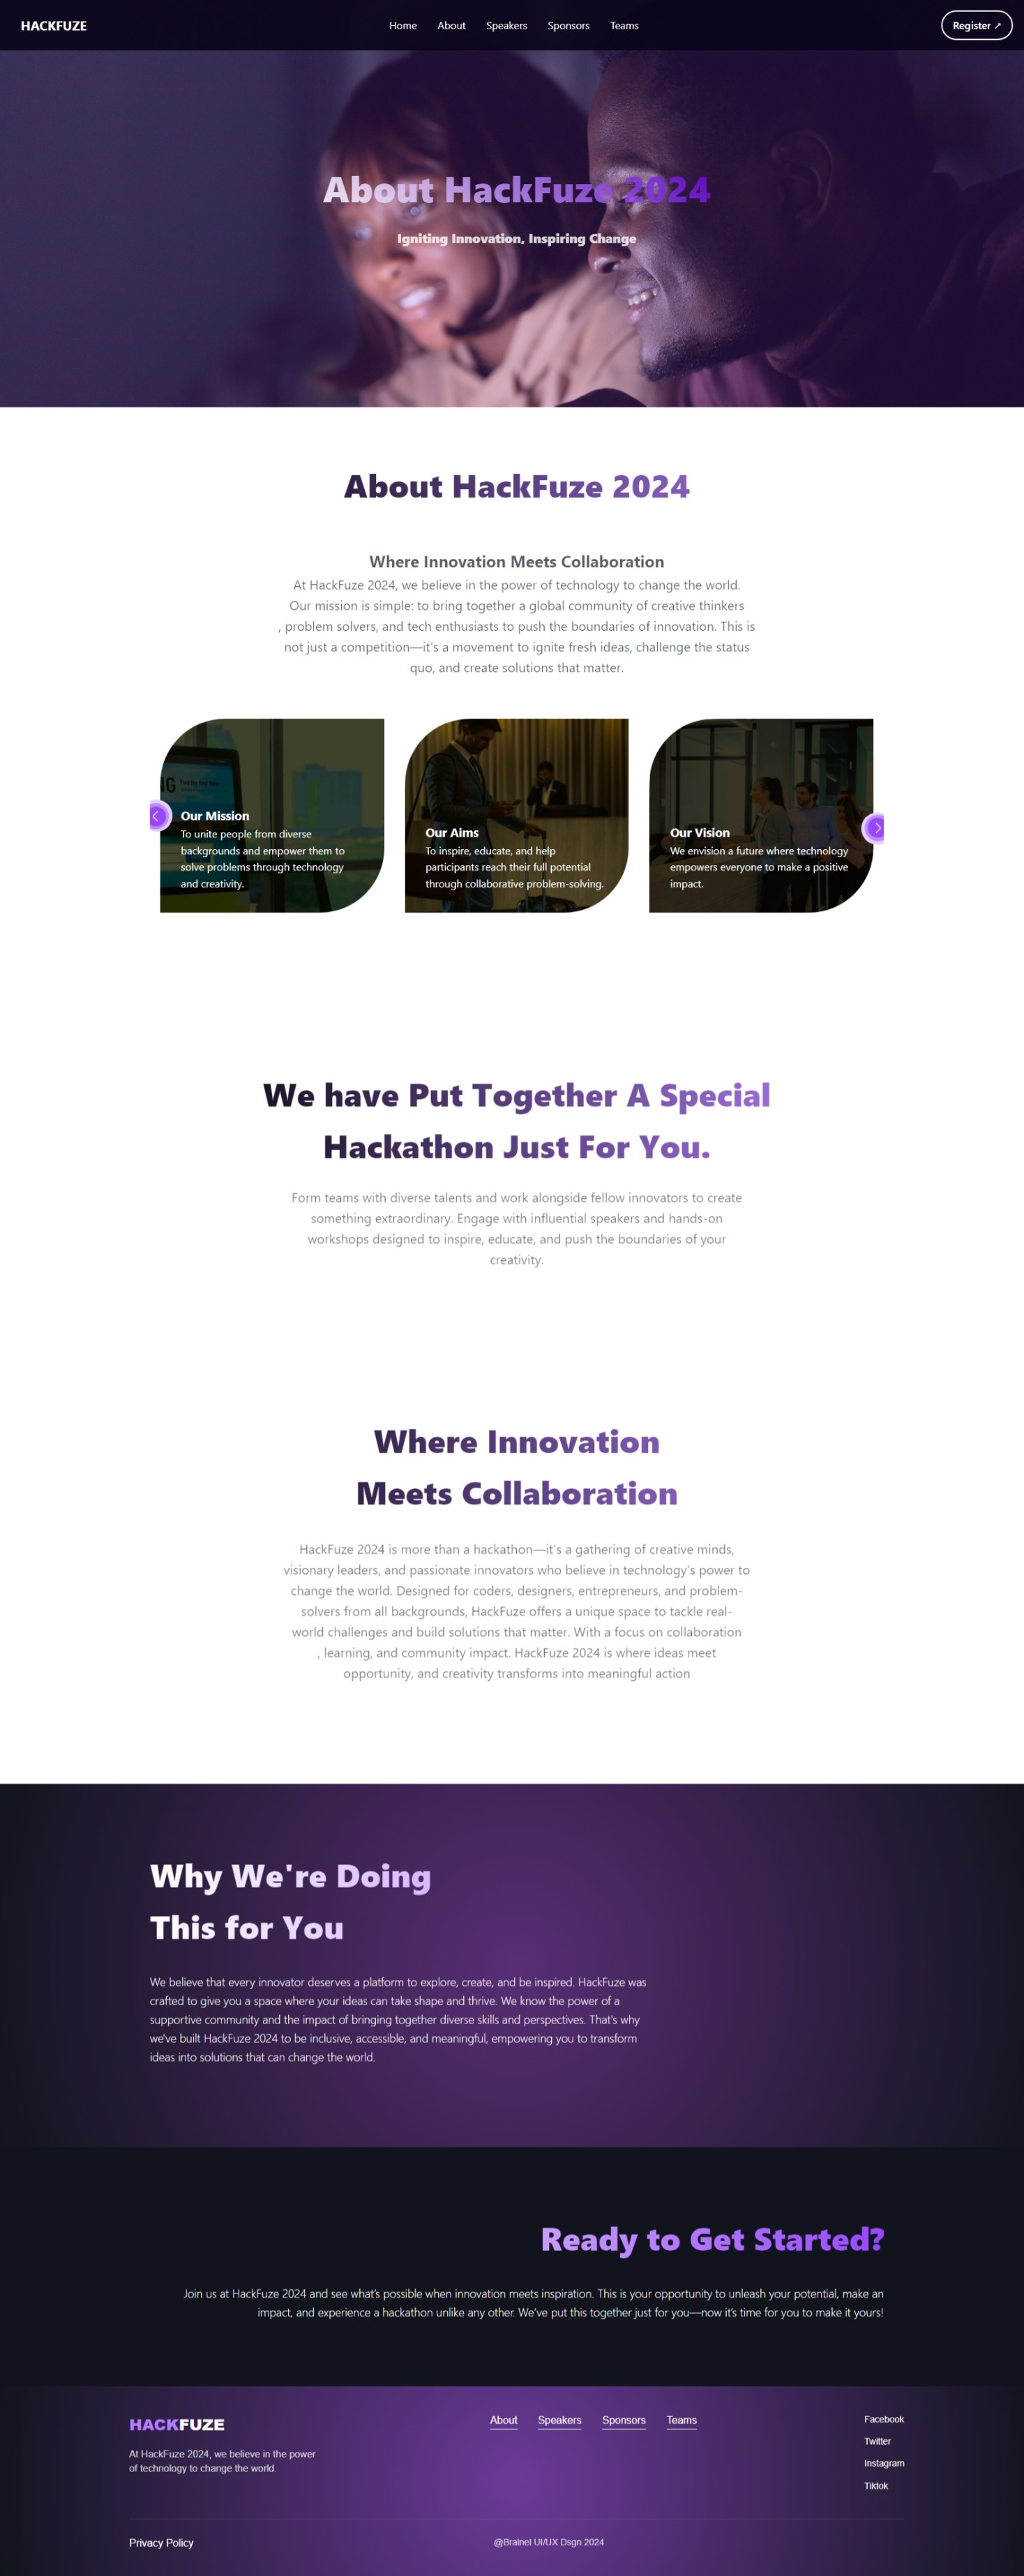 HACKFUZE
Home About Speakers Sponsors Teams
Register ↗
About HackFuze 2024
Igniting Innovation, Inspiring Change
About HackFuze 2024
Where Innovation Meets Collaboration
At HackFuze 2024, we believe in the power of technology to change the world.
Our mission is simple: to bring together a global community of creative thinkers
, problem solvers, and tech enthusiasts to push the boundaries of innovation. This is
not just a competition—it's a movement to ignite fresh ideas, challenge the status
quo, and create solutions that matter.
Our Mission
To unite people from diverse
backgrounds and empower them to
solve problems through technology
and creativity.
Our Aims
To inspire, educate, and help
participants reach their full potential
through collaborative problem-solving.
Our Vision
We envision a future where technology
empowers everyone to make a positive
impact.
We have Put Together A Special
Hackathon Just For You.
Form teams with diverse talents and work alongside fellow innovators to create
something extraordinary. Engage with influential speakers and hands-on
workshops designed to inspire, educate, and push the boundaries of your
creativity.
Where Innovation
Meets Collaboration
HackFuze 2024 is more than a hackathon—it's a gathering of creative minds,
visionary leaders, and passionate innovators who believe in technology's power to
change the world. Designed for coders, designers, entrepreneurs, and problem-
solvers from all backgrounds, HackFuze offers a unique space to tackle real-
world challenges and build solutions that matter. With a focus on collaboration
, learning, and community impact. HackFuze 2024 is where ideas meet
opportunity, and creativity transforms into meaningful action
Why We're Doing
This for You
We believe that every innovator deserves a platform to explore, create, and be inspired. HackFuze was
crafted to give you a space where your ideas can take shape and thrive. We know the power of a
supportive community and the impact of bringing together diverse skills and perspectives. That's why
we've built HackFuze 2024 to be inclusive, accessible, and meaningful, empowering you to transform
ideas into solutions that can change the world.
Ready to Get Started?
Join us at HackFuze 2024 and see what's possible when innovation meets inspiration. This is your opportunity to unleash your potential, make an
impact, and experience a hackathon unlike any other. We've put this together just for you—now it's time for you to make it yours!
HACKFUZE
At HackFuze 2024, we believe in the power
of technology to change the world.
About Speakers Sponsors Teams
Facebook
Twitter
Instagram
Tiktok
Privacy Policy
@Brainel UI/UX Dsgn 2024